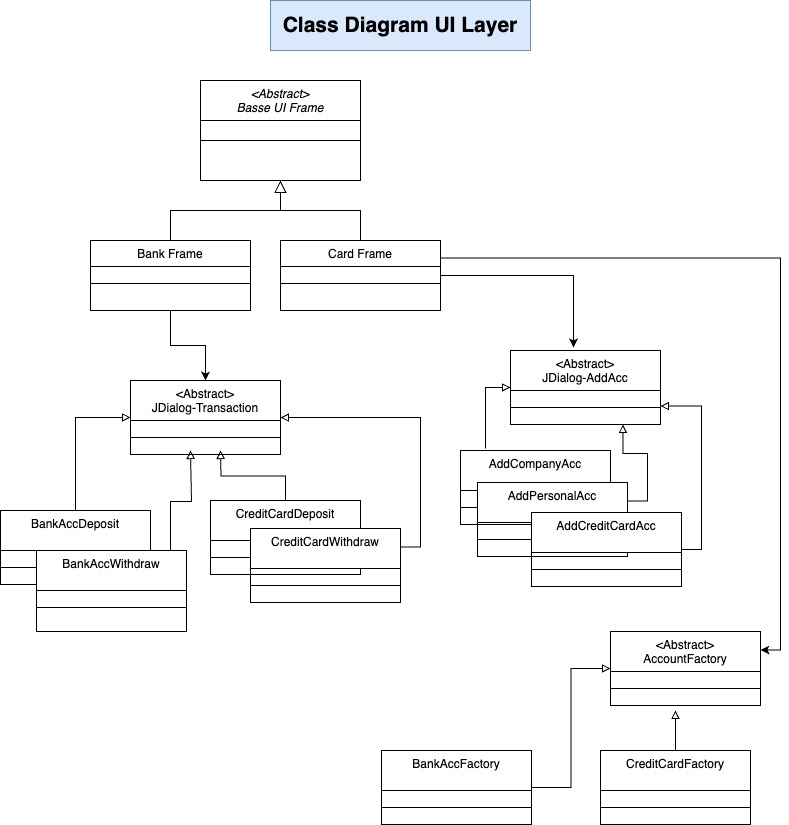 Class Diagram UI Layer
<Abstract>
Basse UI Frame
Bank Frame
Card Frame
<Abstract>
JDialog-AddAcc
<Abstract>
JDialog-Transaction
AddCompanyAcc
AddPersonalAcc
BankAccDeposit
CreditCardDeposit
AddCreditCardAcc
CreditCardWithdraw
BankAccWithdraw
<Abstract>
AccountFactory
BankAccFactory
CreditCardFactory